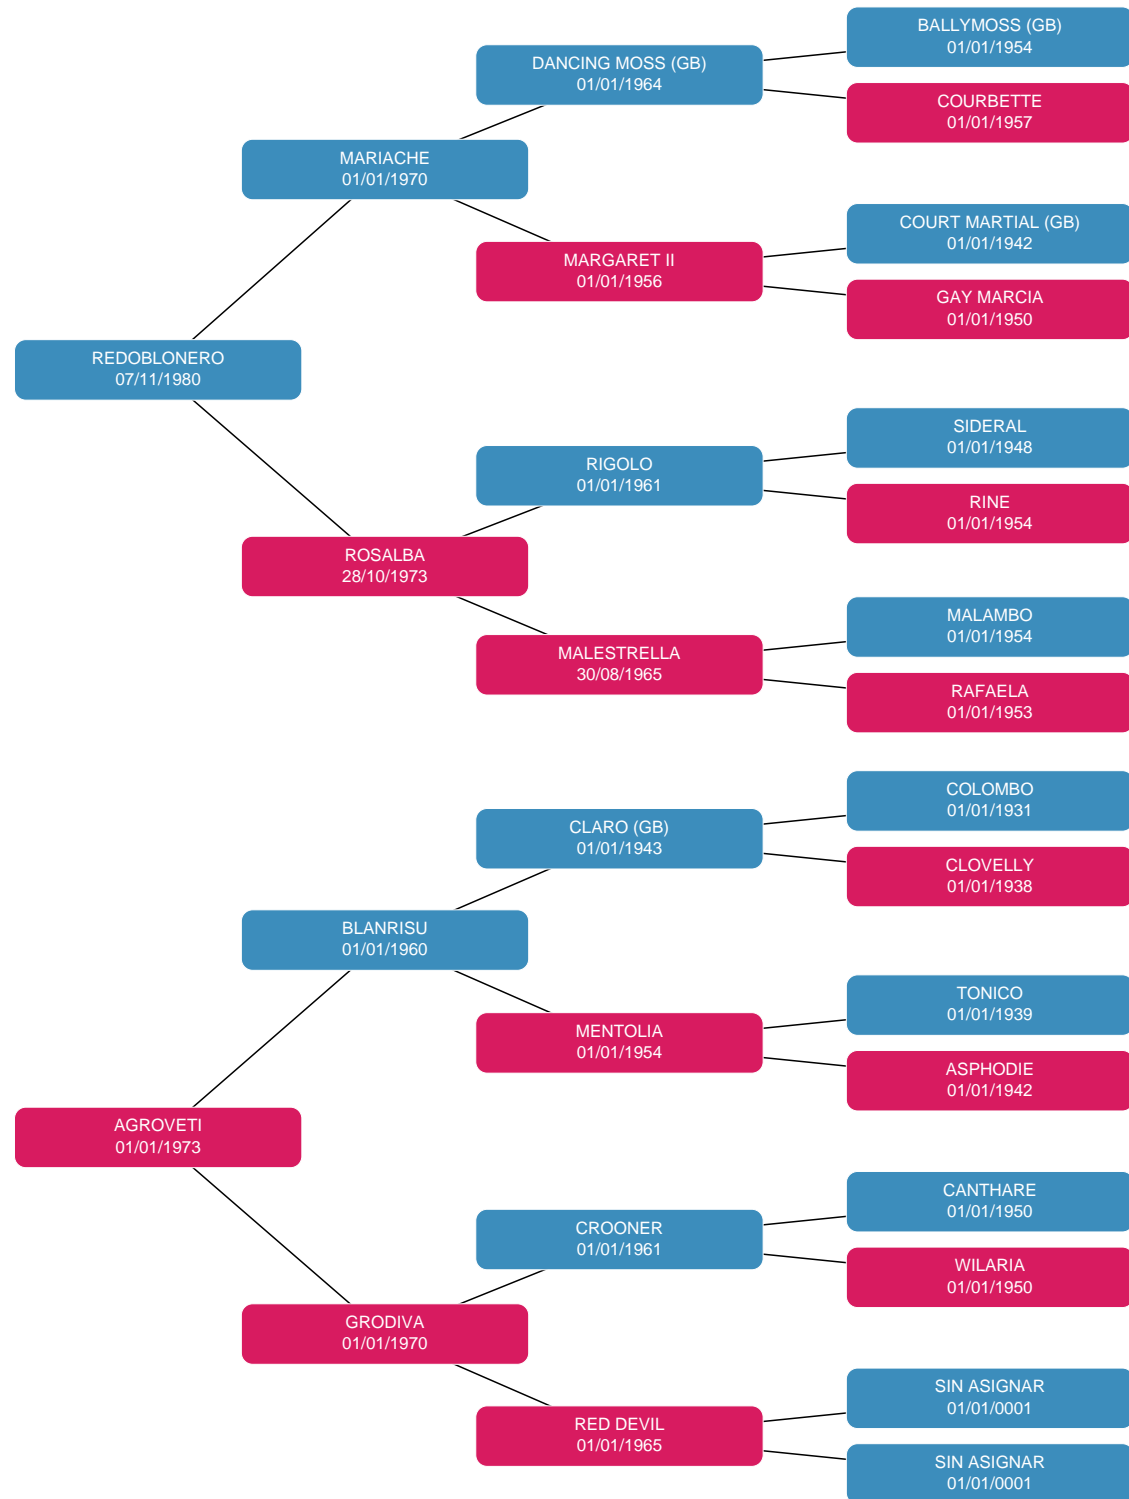 BALLYMOSS (GB)
01/01/1954
DANCING MOSS (GB)
01/01/1964
COURBETTE
01/01/1957
MARIACHE
01/01/1970
COURT MARTIAL (GB)
01/01/1942
MARGARET II
01/01/1956
GAY MARCIA
01/01/1950
REDOBLONERO
07/11/1980
SIDERAL
01/01/1948
RIGOLO
01/01/1961
RINE
01/01/1954
ROSALBA
28/10/1973
MALAMBO
01/01/1954
MALESTRELLA
30/08/1965
RAFAELA
01/01/1953
COLOMBO
01/01/1931
CLARO (GB)
01/01/1943
CLOVELLY
01/01/1938
BLANRISU
01/01/1960
TONICO
01/01/1939
MENTOLIA
01/01/1954
ASPHODIE
01/01/1942
AGROVETI
01/01/1973
CANTHARE
01/01/1950
CROONER
01/01/1961
WILARIA
01/01/1950
GRODIVA
01/01/1970
SIN ASIGNAR
01/01/0001
RED DEVIL
01/01/1965
SIN ASIGNAR
01/01/0001